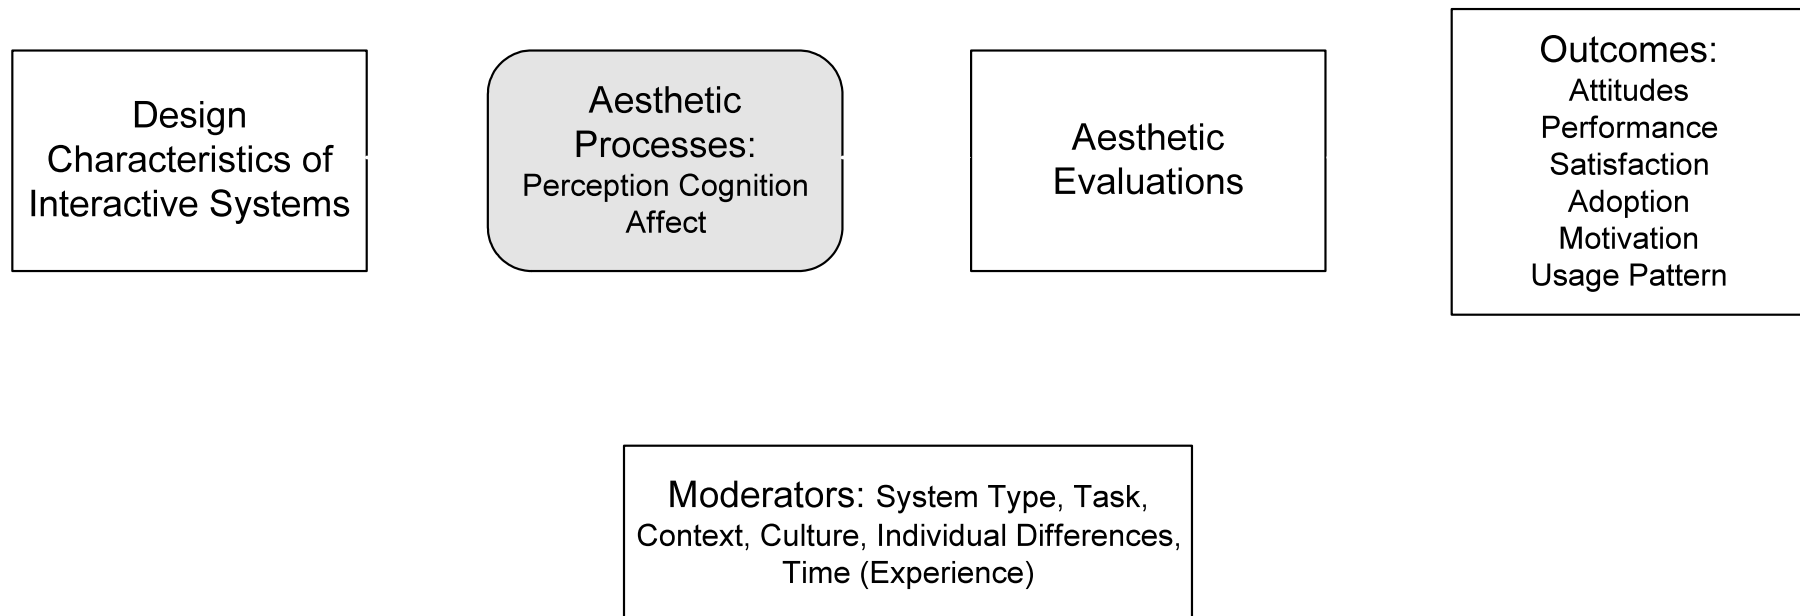 Design
Characteristics of
Interactive Systems
Aesthetic
Processes:
Perception Cognition
Affect
Aesthetic
Evaluations
Outcomes:
Attitudes
Performance
Satisfaction
Adoption
Motivation
Usage Pattern
Moderators: System Type, Task,
Context, Culture, Individual Differences,
Time (Experience)